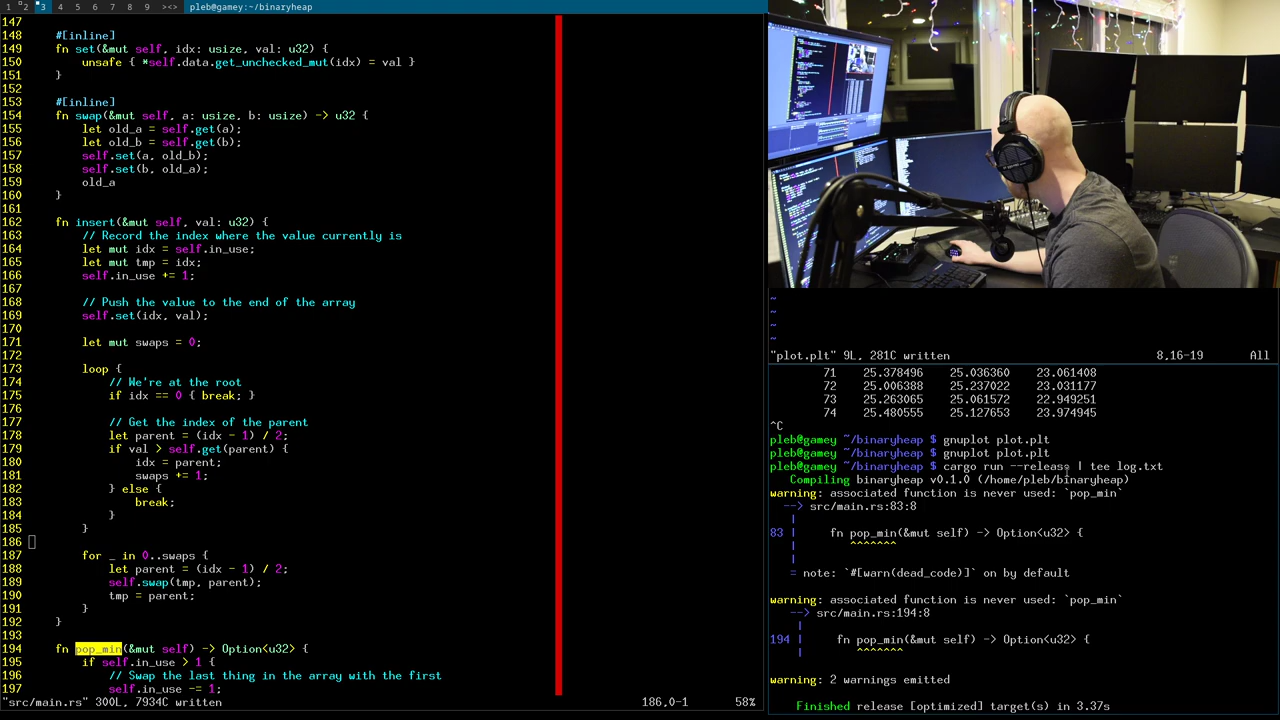 1 2 3 4 5 6 7 8 9 ><> pleb@gamey:~/binaryheap
147
148 #[inline]
149 fn set(&mut self, idx: usize, val: u32) {
150 unsafe { *self.data.get_unchecked_mut(idx) = val }
151 }
152
153 #[inline]
154 fn swap(&mut self, a: usize, b: usize) -> u32 {
155 let old_a = self.get(a);
156 let old_b = self.get(b);
157 self.set(a, old_b);
158 self.set(b, old_a);
159 old_a
160 }
161
162 fn insert(&mut self, val: u32) {
163 // Record the index where the value currently is
164 let mut idx = self.in_use;
165 let mut tmp = idx;
166 self.in_use += 1;
167
168 // Push the value to the end of the array
169 self.set(idx, val);
170
171 let mut swaps = 0;
172
173 loop {
174 // We're at the root
175 if idx == 0 { break; }
176
177 // Get the index of the parent
178 let parent = (idx - 1) / 2;
179 if val > self.get(parent) {
180 idx = parent;
181 swaps += 1;
182 } else {
183 break;
184 }
185 }
186
187 for _ in 0..swaps {
188 let parent = (idx - 1) / 2;
189 self.swap(tmp, parent);
190 tmp = parent;
191 }
192 }
193
194 fn pop_min(&mut self) -> Option<u32> {
195 if self.in_use > 1 {
196 // Swap the last thing in the array with the first
197 self.in_use -= 1;
"src/main.rs" 300L, 7934C written 186,0-1 58%
~
~
~
~
"plot.plt" 9L, 281C written 8,16-19 All
71 25.378496 25.036360 23.061408
72 25.006388 25.237022 23.031177
73 25.263065 25.061572 22.949251
74 25.480555 25.127653 23.974945
^C
pleb@gamey ~/binaryheap $ gnuplot plot.plt
pleb@gamey ~/binaryheap $ gnuplot plot.plt
pleb@gamey ~/binaryheap $ cargo run --release | tee log.txt
Compiling binaryheap v0.1.0 (/home/pleb/binaryheap)
warning: associated function is never used: `pop_min`
--> src/main.rs:83:8
|
83 | fn pop_min(&mut self) -> Option<u32> {
| ^^^^^^^
|
= note: `#[warn(dead_code)]` on by default
warning: associated function is never used: `pop_min`
--> src/main.rs:194:8
|
194 | fn pop_min(&mut self) -> Option<u32> {
| ^^^^^^^
warning: 2 warnings emitted
Finished release [optimized] target(s) in 3.37s